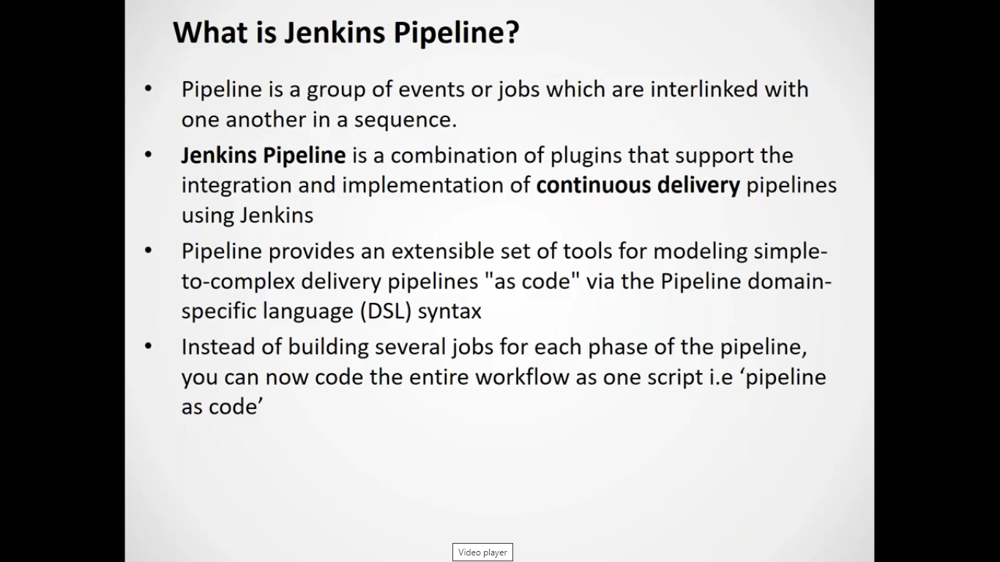 What is Jenkins Pipeline?
• Pipeline is a group of events or jobs which are interlinked with
one another in a sequence.
• Jenkins Pipeline is a combination of plugins that support the
integration and implementation of continuous delivery pipelines
using Jenkins
• Pipeline provides an extensible set of tools for modeling simple-
to-complex delivery pipelines "as code" via the Pipeline domain-
specific language (DSL) syntax
• Instead of building several jobs for each phase of the pipeline,
you can now code the entire workflow as one script i.e ‘pipeline
as code’
Video player